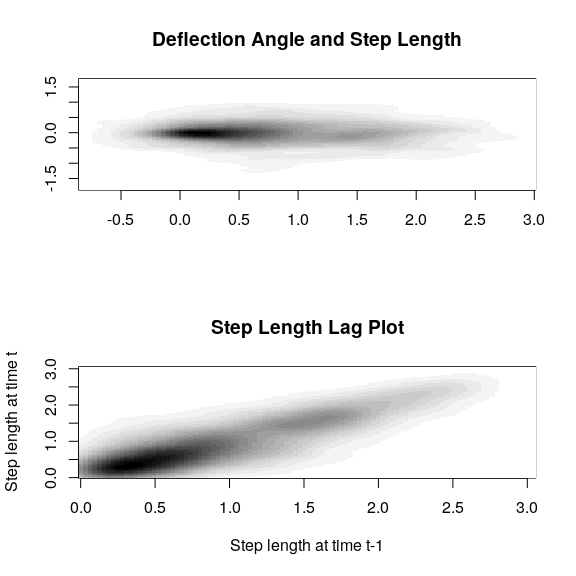 Deflection Angle and Step Length
1.5
0.0
-1.5
-0.5 0.0 0.5 1.0 1.5 2.0 2.5 3.0
Step Length Lag Plot
Step length at time t
3.0
2.0
1.0
0.0
0.0 0.5 1.0 1.5 2.0 2.5 3.0
Step length at time t-1